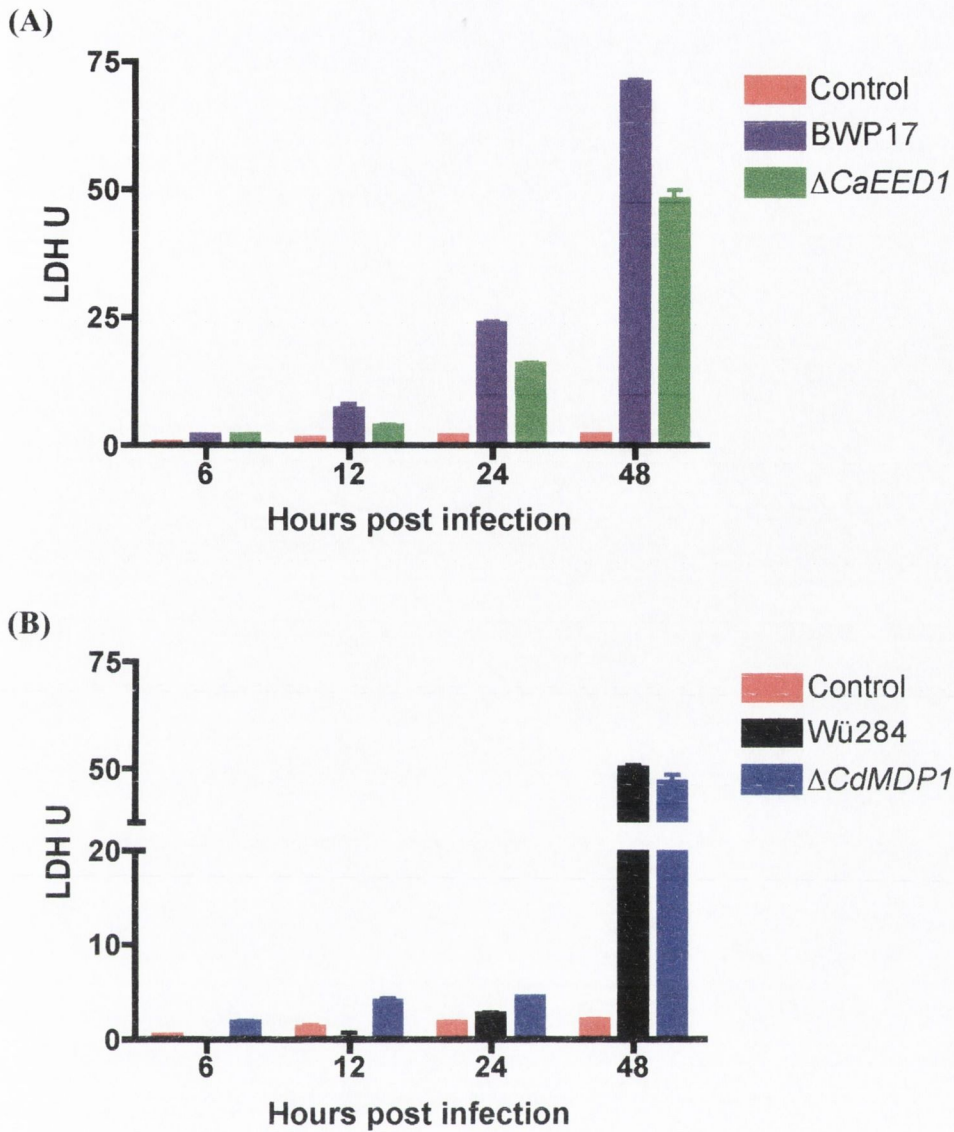 (A)
75
50
25
0
LDH U
6 12 24 48
Hours post infection
Control
BWP17
ΔCaEED1
(B)
75
50
20
10
0
LDH U
6 12 24 48
Hours post infection
Control
Wü284
ΔCdMDP1